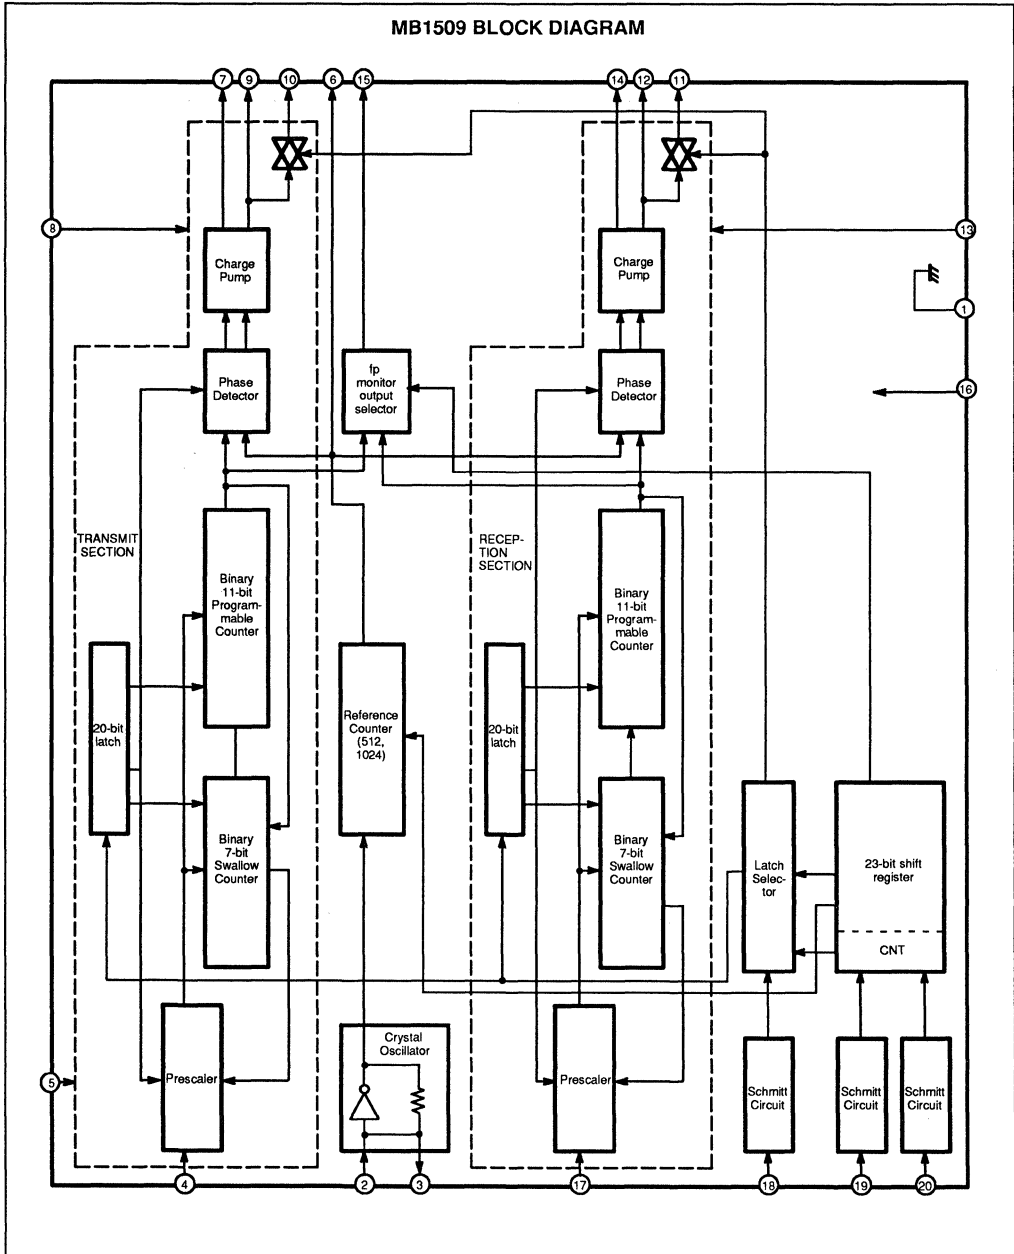 MB1509 BLOCK DIAGRAM
7 9 10 6 15 14 12 11
8
13
Charge
Pump
Charge
Pump
1
Phase
Detector
fp
monitor
output
selector
Phase
Detector
16
TRANSMIT
SECTION
RECEP-
TION
SECTION
Binary
11-bit
Program-
mable
Counter
Binary
11-bit
Program-
mable
Counter
20-bit
latch
Reference
Counter
(512,
1024)
20-bit
latch
Binary
7-bit
Swallow
Counter
Binary
7-bit
Swallow
Counter
Latch
Selec-
tor
23-bit shift
register
CNT
Crystal
Oscillator
5
Prescaler
Prescaler
Schmitt
Circuit
Schmitt
Circuit
Schmitt
Circuit
4 2 3 17 18 19 20